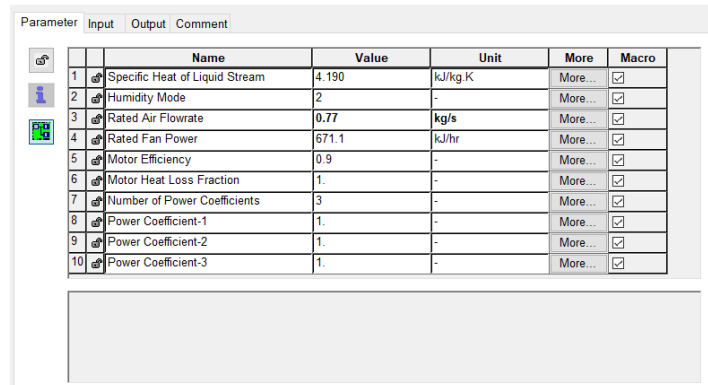 Parameter Input Output Comment
Name Value Unit More Macro
1 Specific Heat of Liquid Stream 4.190 kJ/kg.K More...
2 Humidity Mode 2 - More...
3 Rated Air Flowrate 0.77 kg/s More...
4 Rated Fan Power 671.1 kJ/hr More...
5 Motor Efficiency 0.9 - More...
6 Motor Heat Loss Fraction 1. - More...
7 Number of Power Coefficients 3 - More...
8 Power Coefficient-1 1. - More...
9 Power Coefficient-2 1. - More...
10 Power Coefficient-3 1. - More...